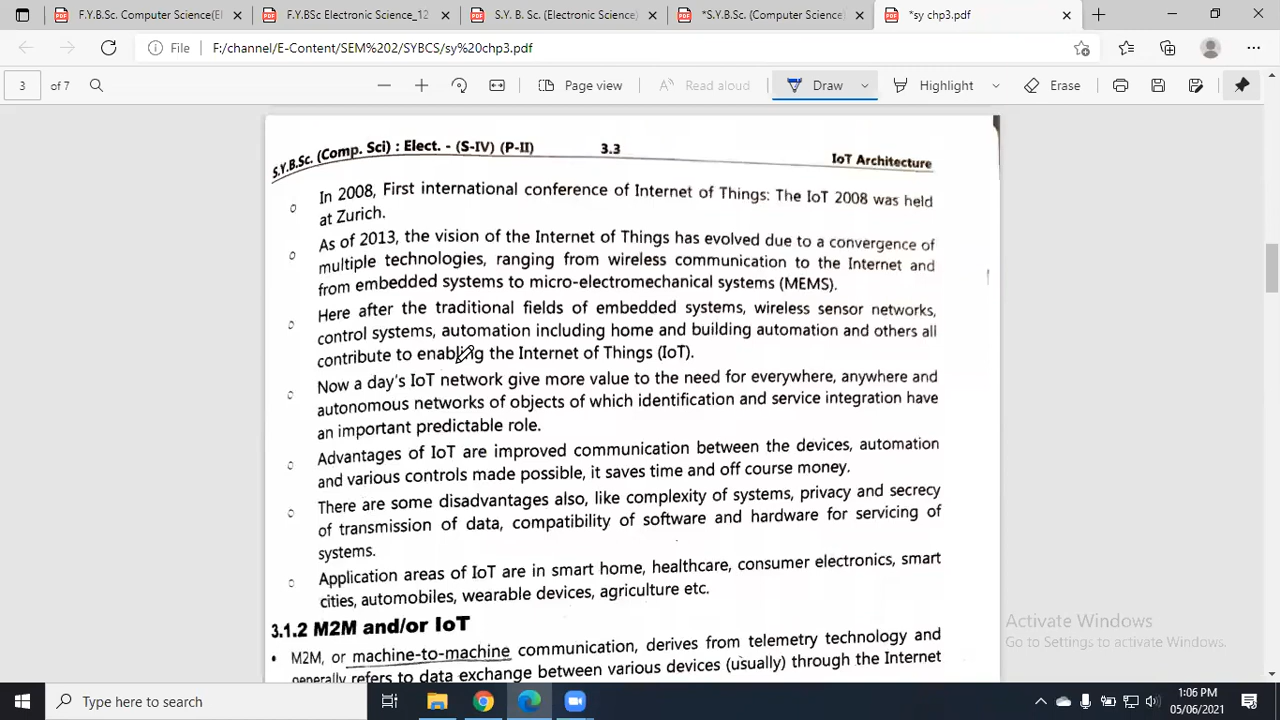 F.Y.B.Sc. Computer Science(El
F.Y.BSc Electronic Science_12
S.Y. B. Sc. (Electronic Science)
*S.Y.B.Sc. (Computer Science)
*sy chp3.pdf
File
F:/channel/E-Content/SEM%202/SYBCS/sy%20chp3.pdf
3 of 7
Page view
Read aloud
Draw
Highlight
Erase
S.Y.B.Sc. (Comp. Sci) : Elect. - (S-IV) (P-II) 3.3 IoT Architecture
o In 2008, First international conference of Internet of Things: The IoT 2008 was held
at Zurich.
o As of 2013, the vision of the Internet of Things has evolved due to a convergence of
multiple technologies, ranging from wireless communication to the Internet and
from embedded systems to micro-electromechanical systems (MEMS).
o Here after the traditional fields of embedded systems, wireless sensor networks,
control systems, automation including home and building automation and others all
contribute to enabling the Internet of Things (IoT).
o Now a day's IoT network give more value to the need for everywhere, anywhere and
autonomous networks of objects of which identification and service integration have
an important predictable role.
o Advantages of IoT are improved communication between the devices, automation
and various controls made possible, it saves time and off course money.
o There are some disadvantages also, like complexity of systems, privacy and secrecy
of transmission of data, compatibility of software and hardware for servicing of
systems.
o Application areas of IoT are in smart home, healthcare, consumer electronics, smart
cities, automobiles, wearable devices, agriculture etc.
3.1.2 M2M and/or IoT
• M2M, or machine-to-machine communication, derives from telemetry technology and
generally refers to data exchange between various devices (usually) through the Internet
Activate Windows
Go to Settings to activate Windows.
Type here to search
1:06 PM
05/06/2021